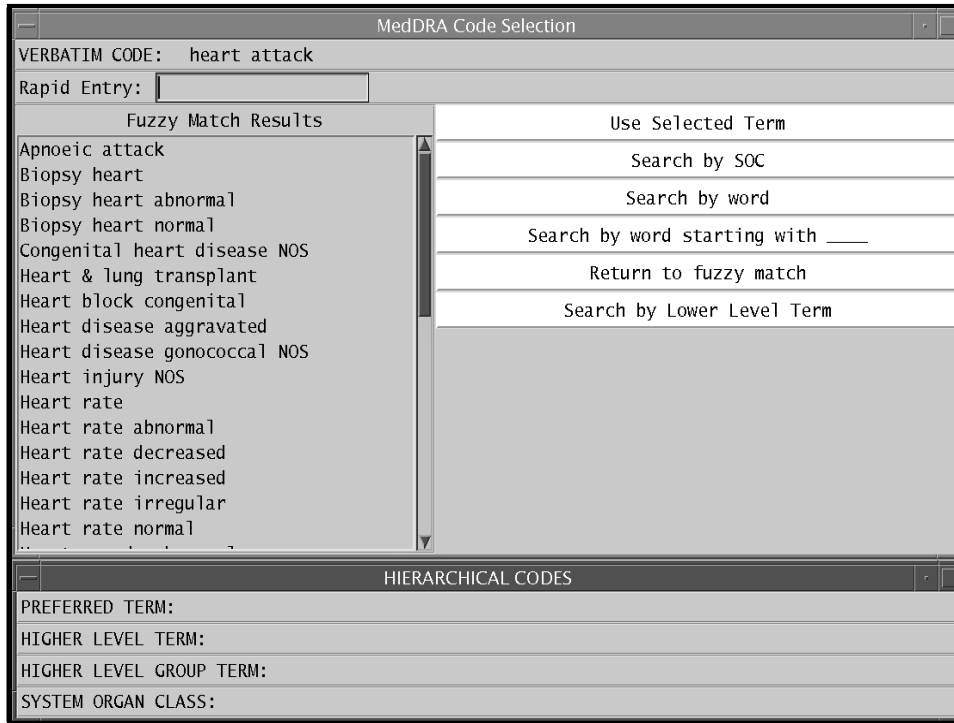 MedDRA Code Selection
VERBATIM CODE: heart attack
Rapid Entry:
Fuzzy Match Results
Apnoeic attack
Biopsy heart
Biopsy heart abnormal
Biopsy heart normal
Congenital heart disease NOS
Heart & lung transplant
Heart block congenital
Heart disease aggravated
Heart disease gonococcal NOS
Heart injury NOS
Heart rate
Heart rate abnormal
Heart rate decreased
Heart rate increased
Heart rate irregular
Heart rate normal
Use Selected Term
Search by SOC
Search by word
Search by word starting with ____
Return to fuzzy match
Search by Lower Level Term
HIERARCHICAL CODES
PREFERRED TERM:
HIGHER LEVEL TERM:
HIGHER LEVEL GROUP TERM:
SYSTEM ORGAN CLASS: